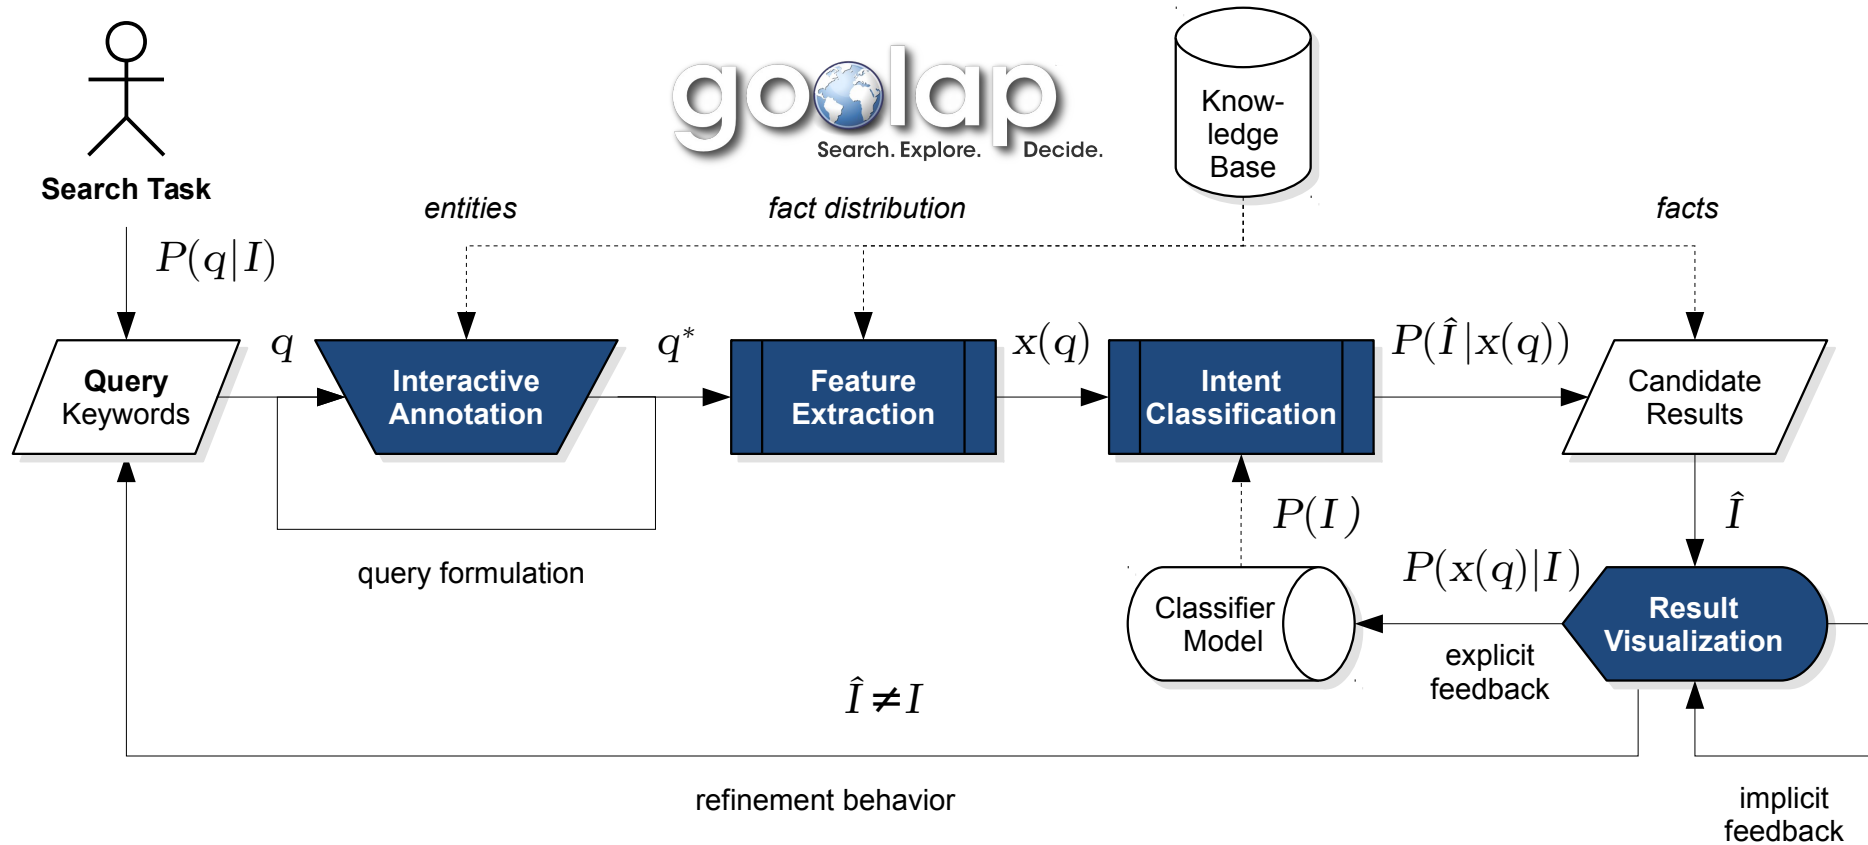 goolap
Search. Explore. Decide.
Know-
ledge
Base
Search Task
entities
fact distribution
facts
P(q|I)
q
q*
x(q)
P(Î|x(q))
Query
Keywords
Interactive
Annotation
Feature
Extraction
Intent
Classification
Candidate
Results
P(I)
Î
query formulation
P(x(q)|I)
Classifier
Model
Result
Visualization
explicit
feedback
Î≠I
refinement behavior
implicit
feedback